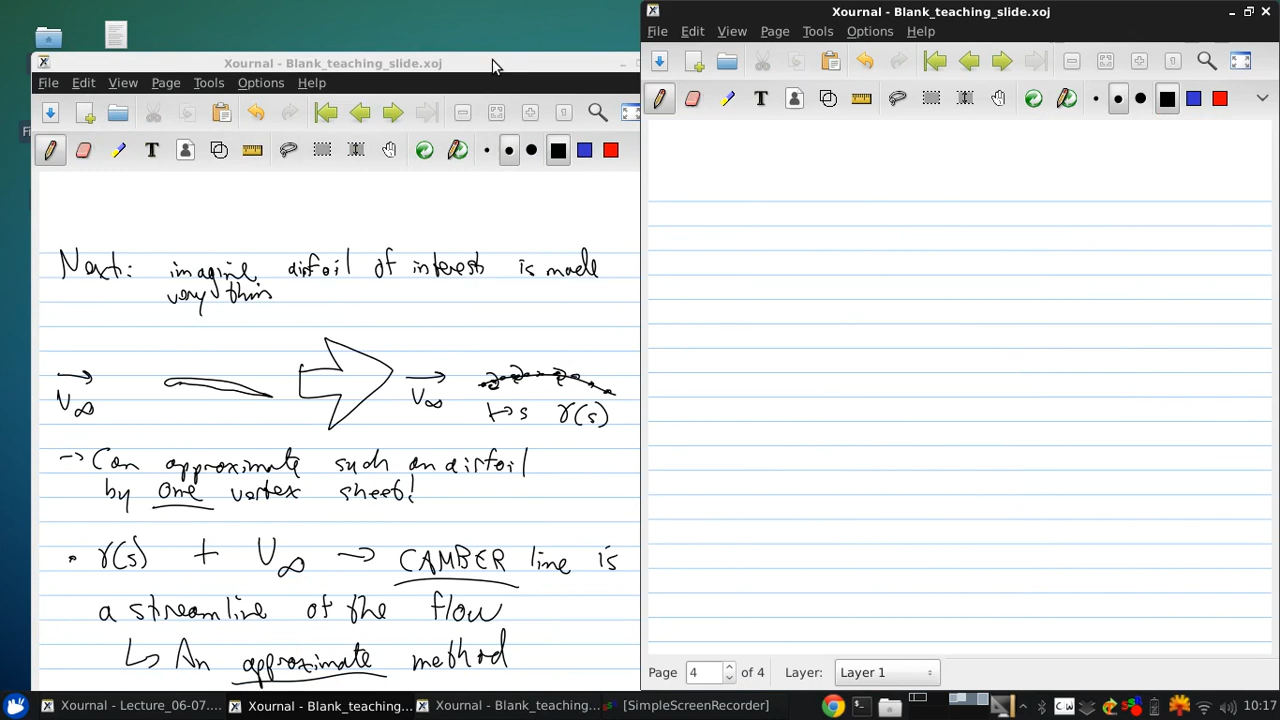 Xournal - Blank_teaching_slide.xoj
File Edit View Page Tools Options Help
Next: imagine airfoil of interest is made
very thin
V∞
V∞
↦ s γ(s)
→ Can approximate such an airfoil
by one vortex sheet!
• γ(s) + V∞ → CAMBER line is
a streamline of the flow
↳ An approximate method
Xournal - Blank_teaching_slide.xoj
File Edit View Page Tools Options Help
Page 4 of 4 Layer: Layer 1
Xournal - Lecture_06-07.... Xournal - Blank_teaching.... Xournal - Blank_teaching... [SimpleScreenRecorder] 10:17